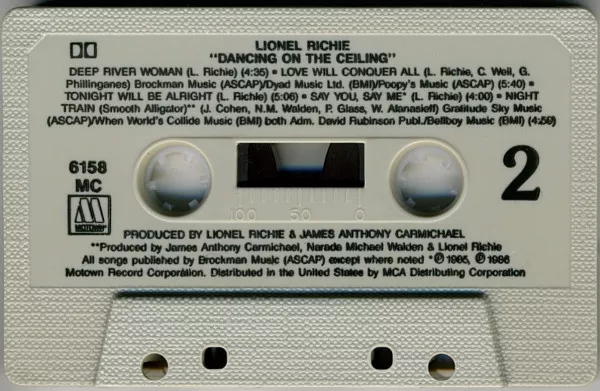 LIONEL RICHIE
"DANCING ON THE CEILING"
DEEP RIVER WOMAN (L. Richie) (4:35) • LOVE WILL CONQUER ALL (L. Richie, C. Weil, G.
Phillinganes) Brockman Music (ASCAP)/Dyad Music Ltd. (BMI)/Poopy's Music (ASCAP) (5:40) •
TONIGHT WILL BE ALRIGHT (L. Richie) (5:06) • SAY YOU, SAY ME* (L. Richie) (4:00) • NIGHT
TRAIN (Smooth Alligator)** (J. Cohen, N.M. Walden, P. Glass, W. Afanasieff) Gratitude Sky Music
(ASCAP)/When World's Collide Music (BMI) both Adm. David Rubinson Publ./Bellboy Music (BMI)
6158
MC
2
MOTOWN
100 50 0
PRODUCED BY LIONEL RICHIE & JAMES ANTHONY CARMICHAEL
**Produced by James Anthony Carmichael, Narada Michael Walden & Lionel Richie
All songs published by Brockman Music (ASCAP) except where noted *℗ 1985, ℗ 1986
Motown Record Corporation. Distributed in the United States by MCA Distributing Corporation